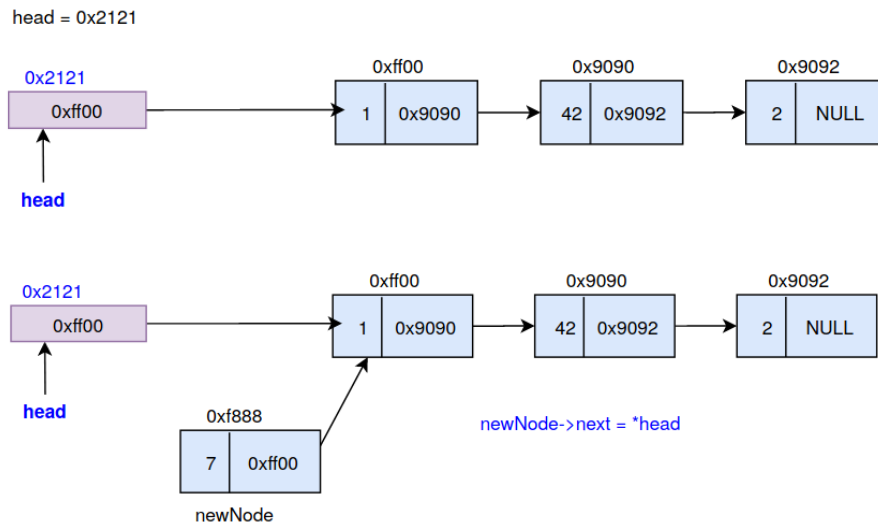 head = 0x2121
0x2121
0xff00
0x9090
0x9092
0xff00
1 0x9090
42 0x9092
2 NULL
head
0x2121
0xff00
0x9090
0x9092
0xff00
1 0x9090
42 0x9092
2 NULL
head
0xf888
newNode->next = *head
7 0xff00
newNode